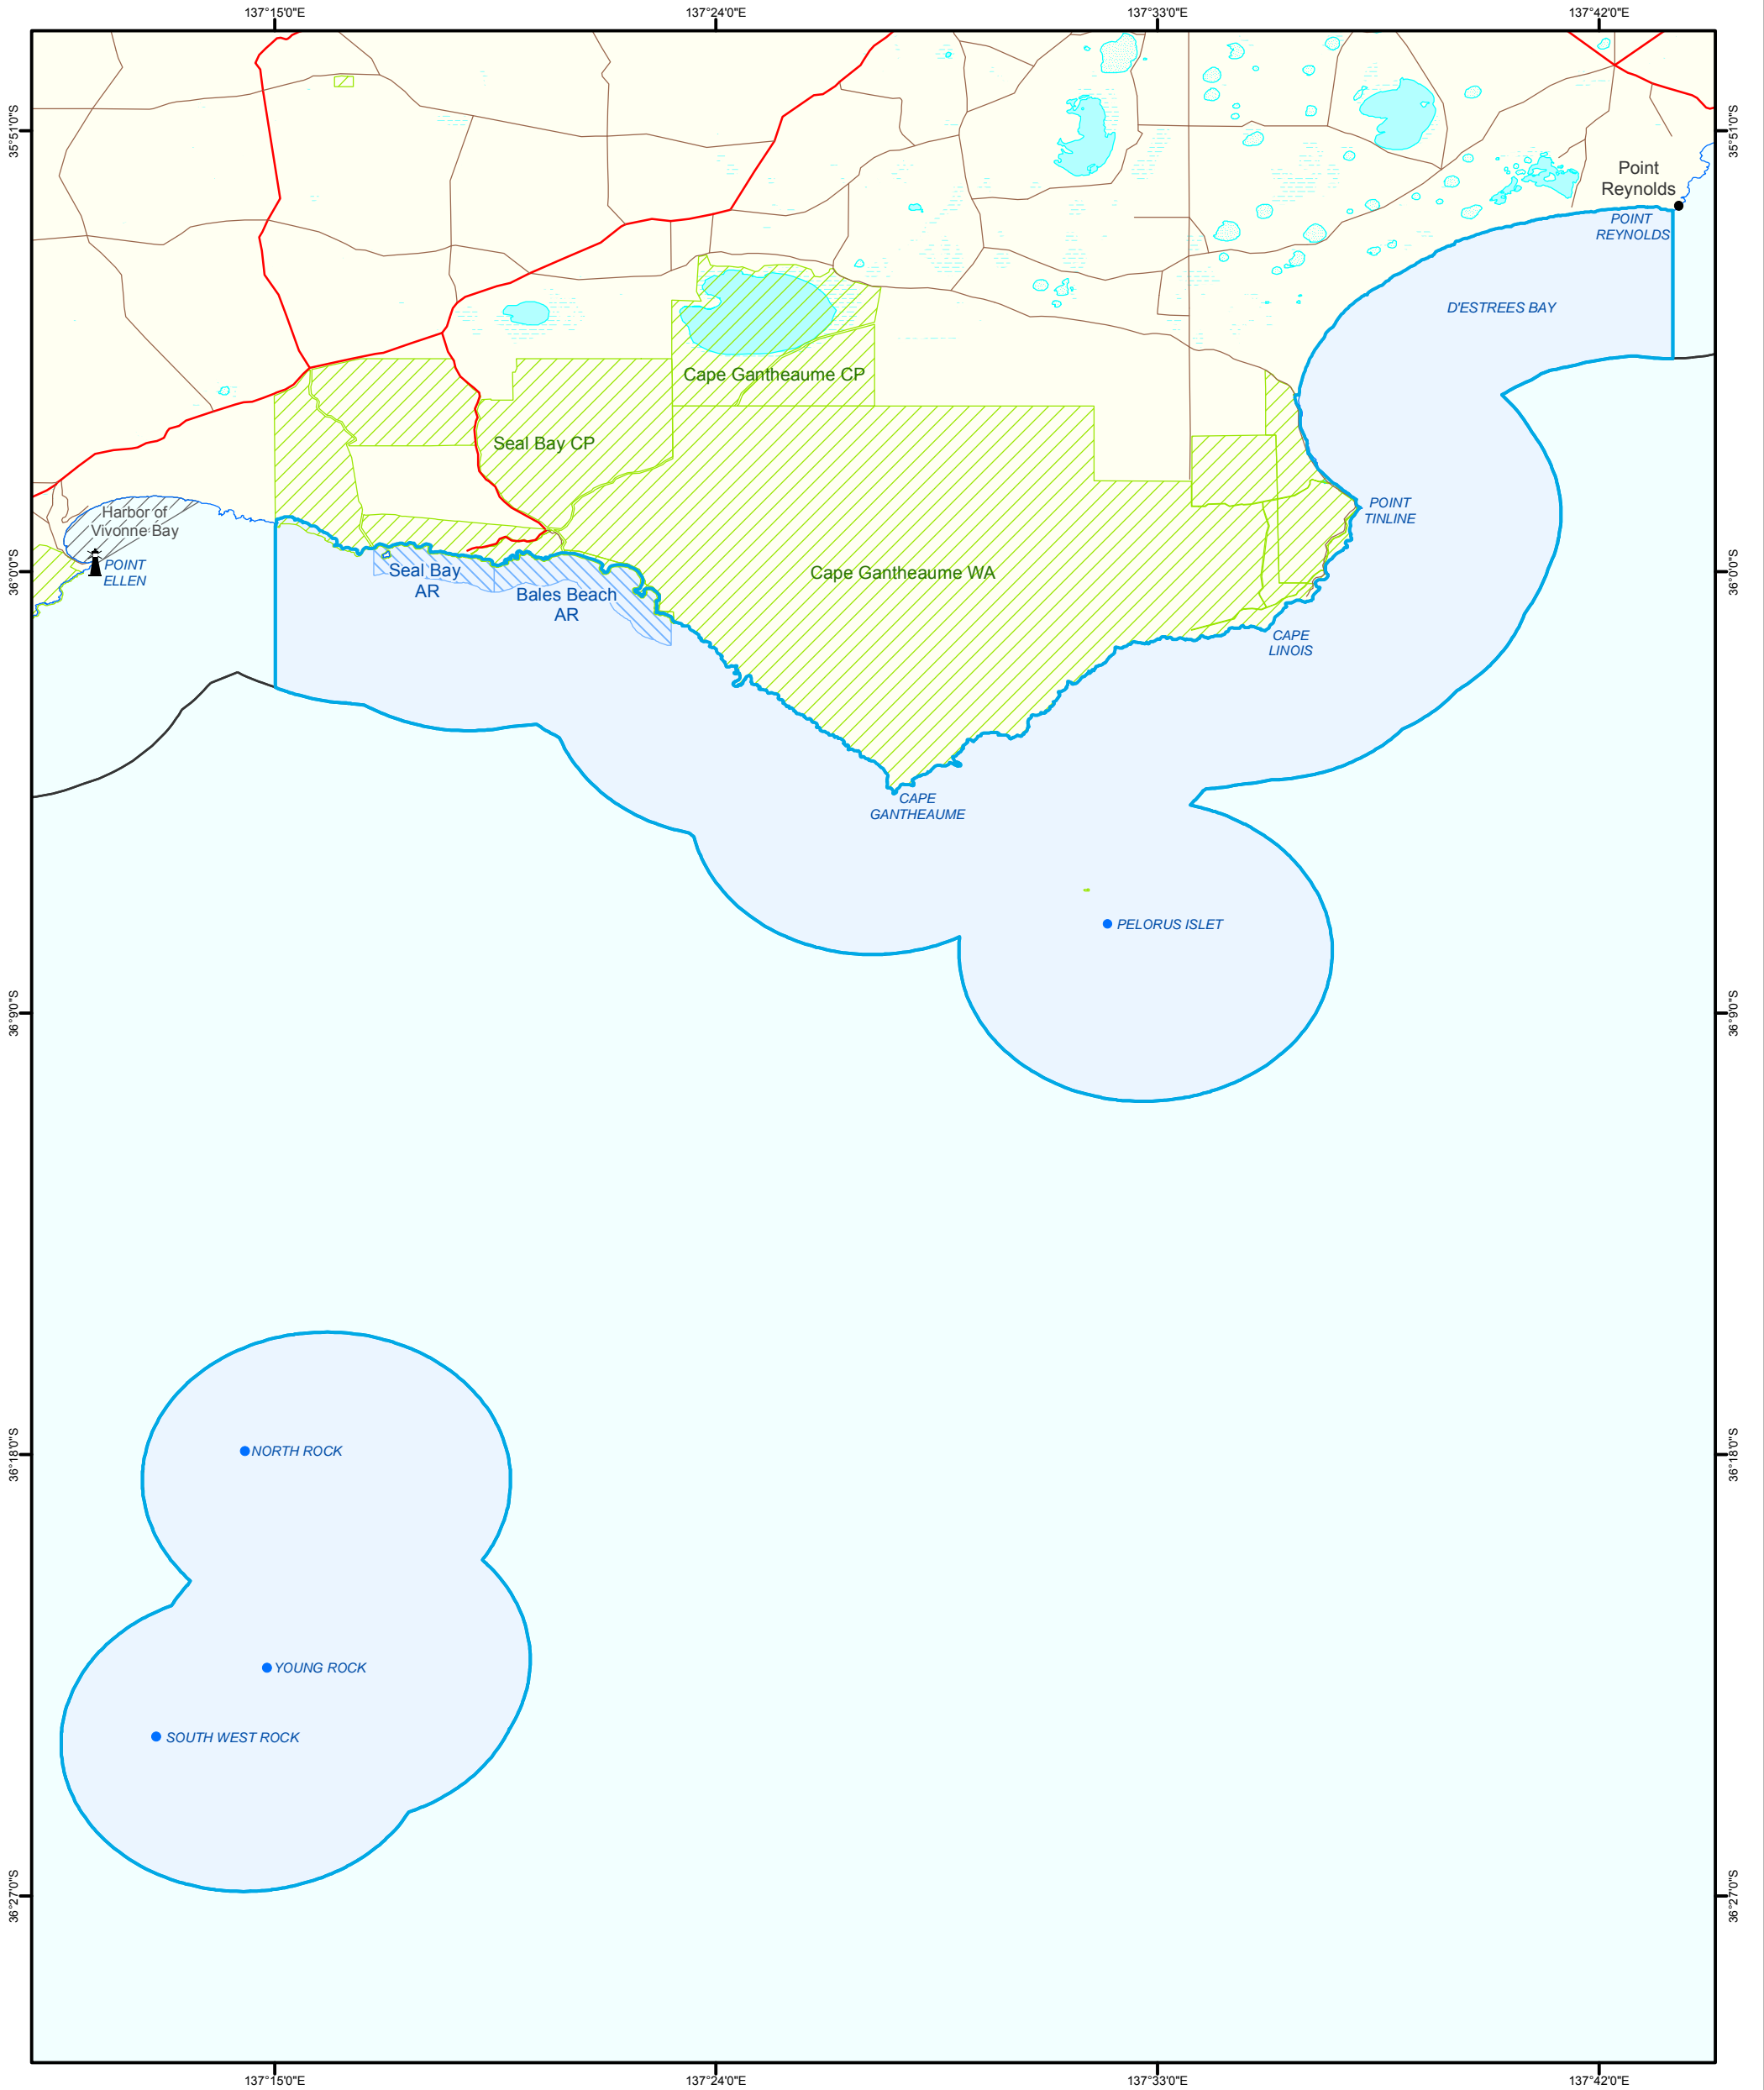 137°15'0"E
137°24'0"E
137°33'0"E
137°42'0"E
35°51'0"S
35°51'0"S
Point
Reynolds
POINT
REYNOLDS
D'ESTREES BAY
Cape Gantheaume CP
Seal Bay CP
Harbor of
Vivonne Bay
POINT
TINLINE
POINT
ELLEN
36°0'0"S
36°0'0"S
Seal Bay
AR
Bales Beach
AR
Cape Gantheaume WA
CAPE
LINOIS
CAPE
GANTHEAUME
PELORUS ISLET
36°9'0"S
36°9'0"S
NORTH ROCK
36°18'0"S
36°18'0"S
YOUNG ROCK
SOUTH WEST ROCK
36°27'0"S
36°27'0"S
137°15'0"E
137°24'0"E
137°33'0"E
137°42'0"E